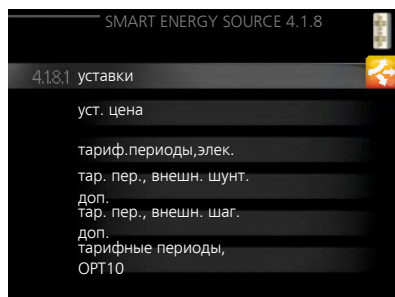 SMART ENERGY SOURCE 4.1.8
4.1.8.1 уставки
уст. цена
тариф.периоды,элек.
тар. пер., внешн. шунт.
доп.
тар. пер., внешн. шаг.
доп.
тарифные периоды,
OPT10